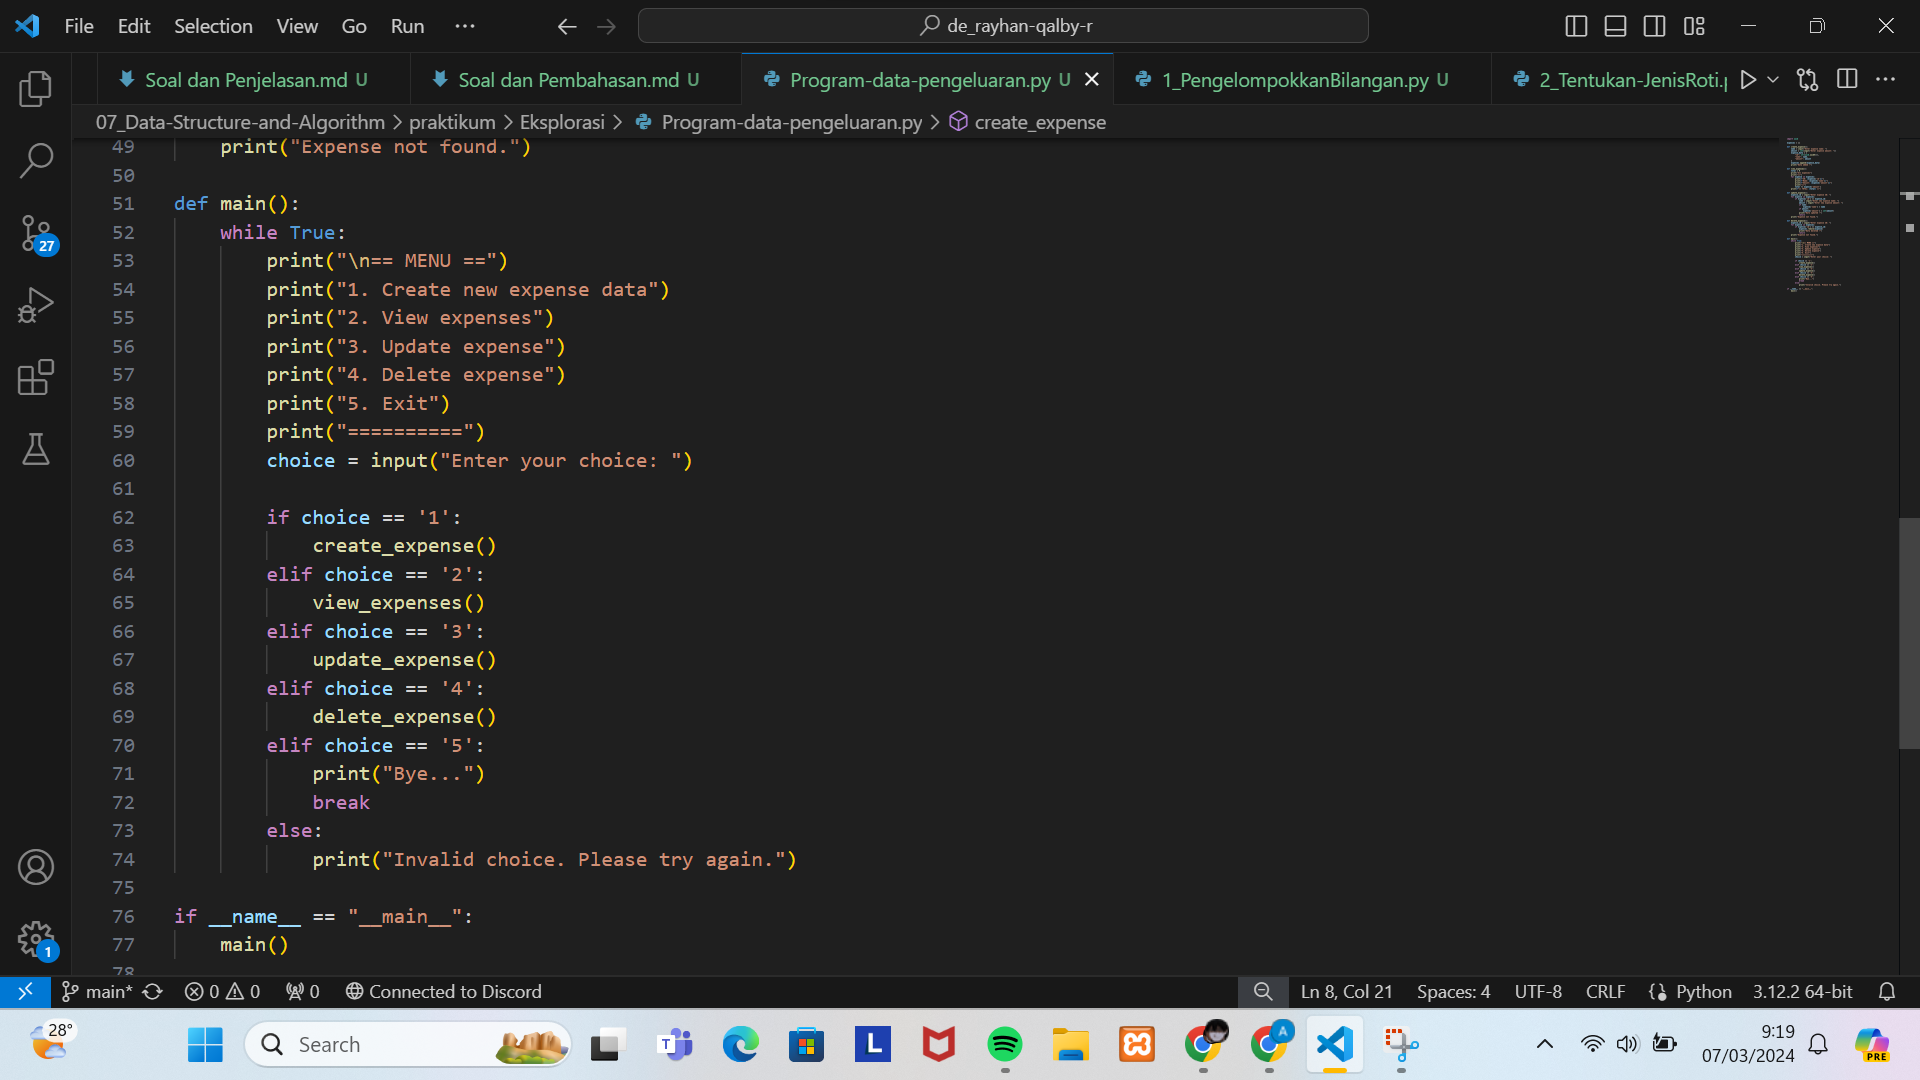 File Edit Selection View Go Run ··· de_rayhan-qalby-r
Soal dan Penjelasan.md U Soal dan Pembahasan.md U Program-data-pengeluaran.py U 1_PengelompokkanBilangan.py U 2_Tentukan-JenisRoti.
07_Data-Structure-and-Algorithm > praktikum > Eksplorasi > Program-data-pengeluaran.py > create_expense
49 print("Expense not found.")
50
51 def main():
52 while True:
53 print("\n== MENU ==")
54 print("1. Create new expense data")
55 print("2. View expenses")
56 print("3. Update expense")
57 print("4. Delete expense")
58 print("5. Exit")
59 print("==========")
60 choice = input("Enter your choice: ")
61
62 if choice == '1':
63 create_expense()
64 elif choice == '2':
65 view_expenses()
66 elif choice == '3':
67 update_expense()
68 elif choice == '4':
69 delete_expense()
70 elif choice == '5':
71 print("Bye...")
72 break
73 else:
74 print("Invalid choice. Please try again.")
75
76 if __name__ == "__main__":
77 main()
78
27
1
main* 0 0 0 Connected to Discord Ln 8, Col 21 Spaces: 4 UTF-8 CRLF Python 3.12.2 64-bit
28° Search T L A 9:19 PRE
07/03/2024